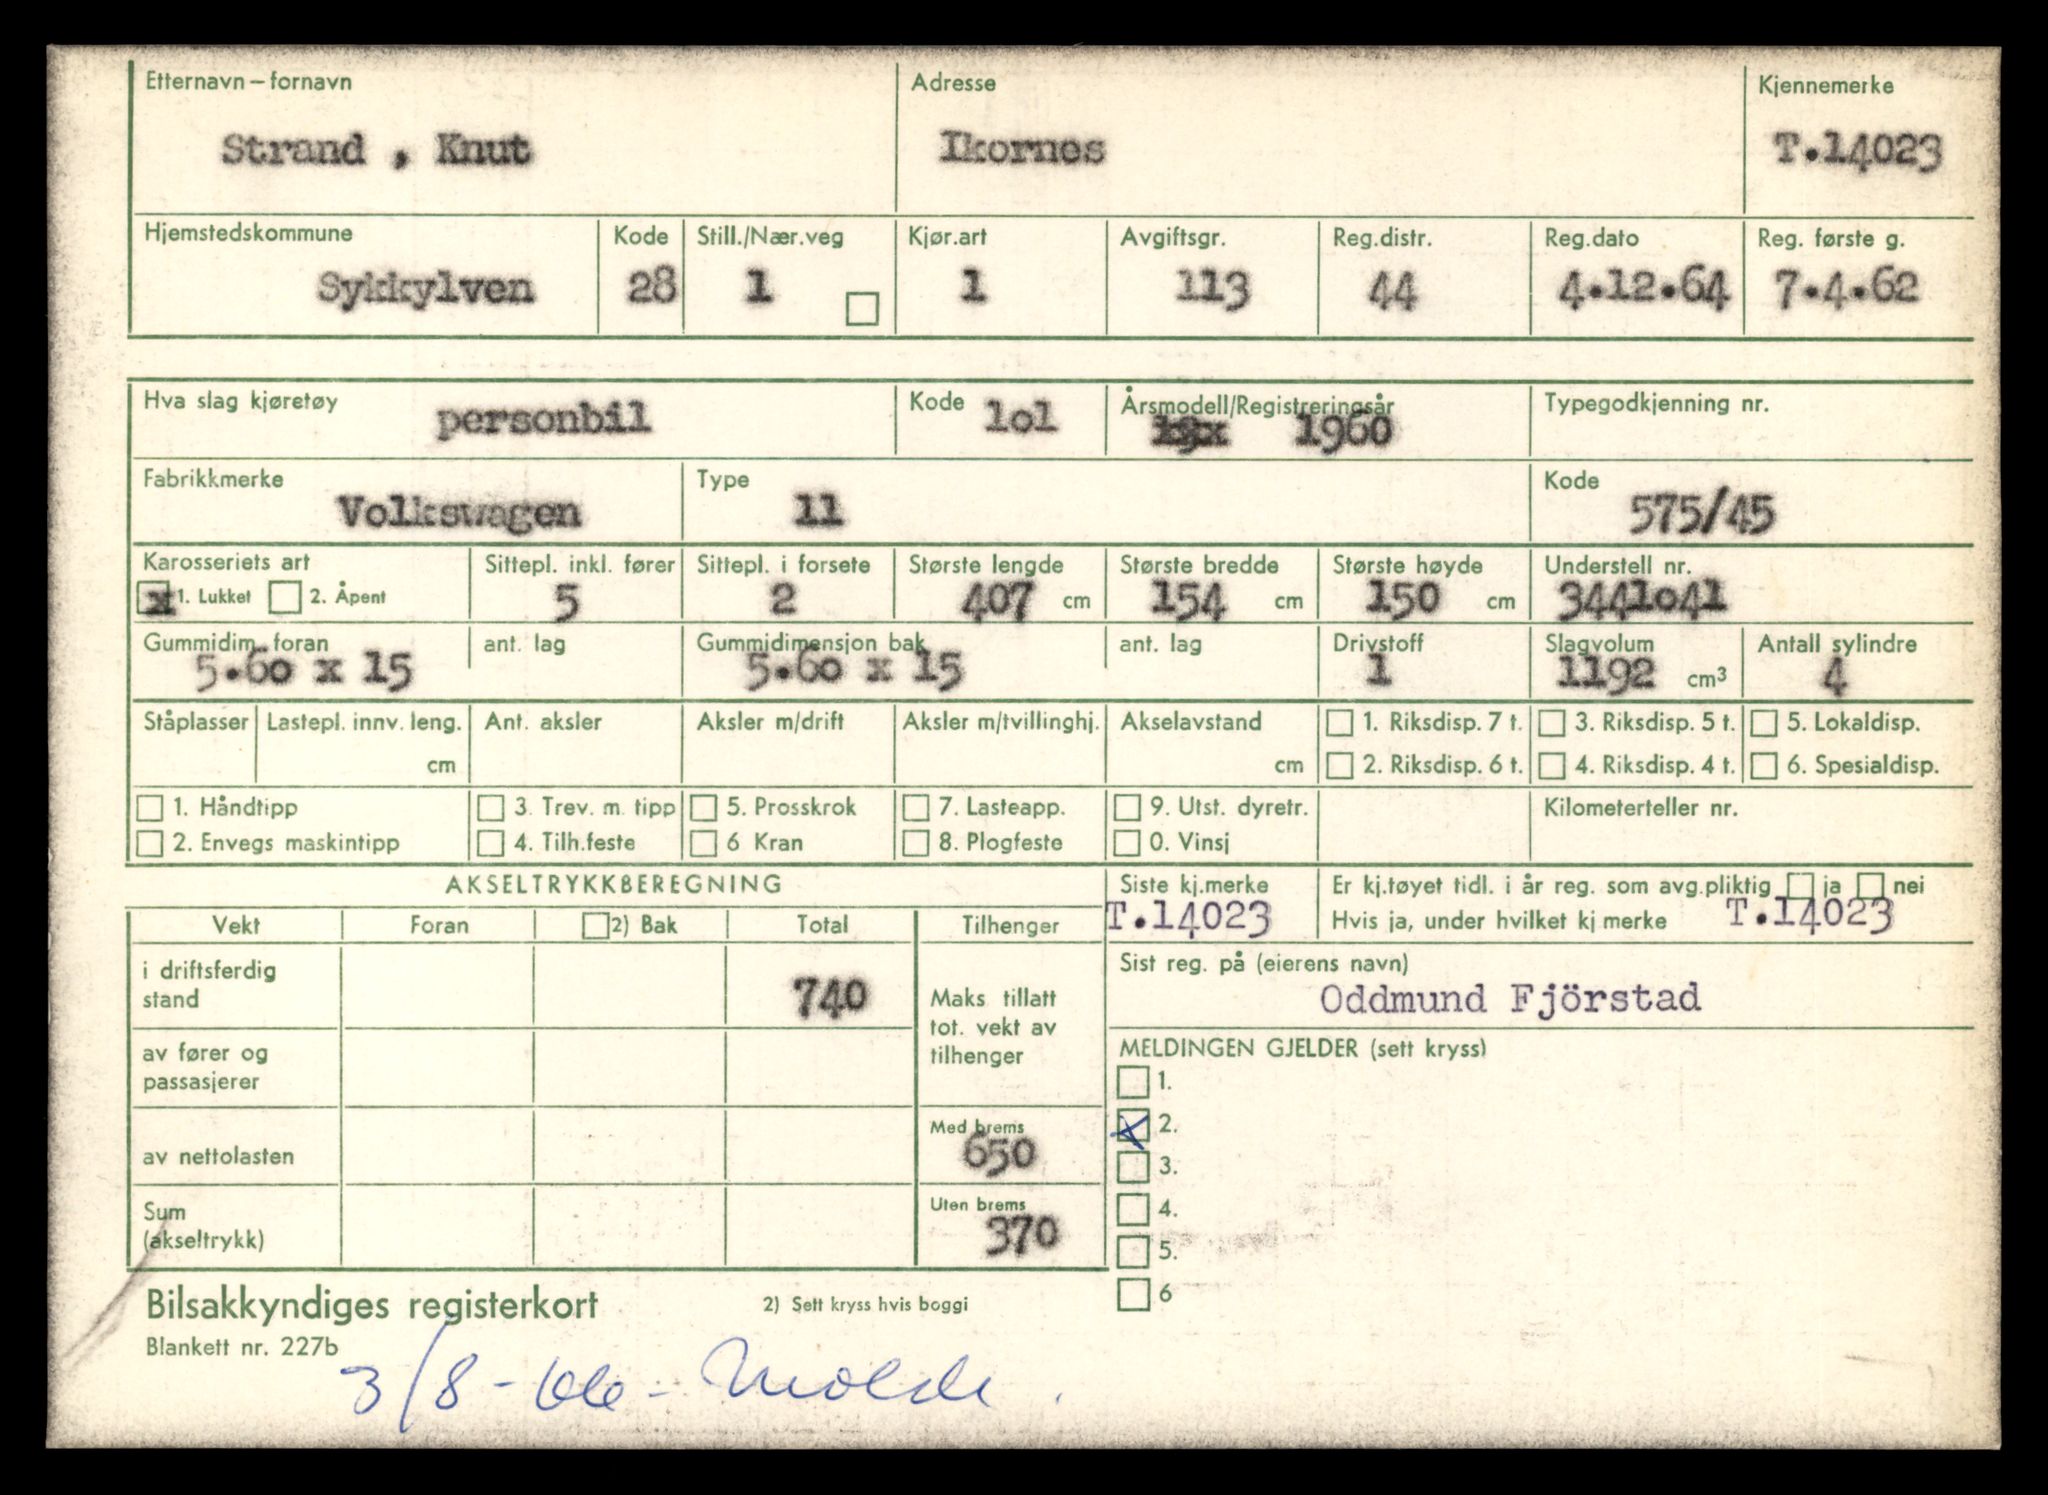 Etternavn – fornavn Adresse Kjennemerke
Strand , Knut Ikornes T.14023
Hjemstedskommune Kode Still./Nær.veg Kjør.art Avgiftsgr. Reg.distr. Reg.dato Reg. første g.
Sykkylven 28 1 1 113 44 4.12.64 7.4.62
Hva slag kjøretøy Kode Årsmodell/Registreringsår Typegodkjenning nr.
personbil lol 1960
Fabrikkmerke Type Kode
Volkswagen 11 575/45
Karosseriets art Sittepl. inkl. fører Sittepl. i forsete Største lengde Største bredde Største høyde Understell nr.
x 1. Lukket 2. Åpent 5 2 407 cm 154 cm 150 cm 3441o41
Gummidim. foran ant. lag Gummidimensjon bak ant. lag Drivstoff Slagvolum Antall sylindre
5.60 x 15 5.60 x 15 1 1192 cm³ 4
Ståplasser Lastepl. innv. leng. Ant. aksler Aksler m/drift Aksler m/tvillinghj. Akselavstand 1. Riksdisp. 7 t. 3. Riksdisp. 5 t. 5. Lokaldisp.
cm cm 2. Riksdisp. 6 t. 4. Riksdisp. 4 t. 6. Spesialdisp.
1. Håndtipp 3. Trev. m. tipp 5. Prosskrok 7. Lasteapp. 9. Utst. dyretr. Kilometerteller nr.
2. Envegs maskintipp 4. Tilh.feste 6 Kran 8. Plogfeste 0. Vinsj
AKSELTRYKKBEREGNING Siste kj.merke Er kj.tøyet tidl. i år reg. som avg.pliktig ja nei
T.14023 Hvis ja, under hvilket kj merke T.14023
Vekt Foran 2) Bak Total Tilhenger
Sist reg. på (eierens navn)
Oddmund Fjörstad
i driftsferdig
stand 740
Maks tillatt
tot. vekt av
tilhenger
av fører og
passasjerer
MELDINGEN GJELDER (sett kryss)
1.
2.
3.
4.
5.
6
av nettolasten
Med brems
650
Sum
(akseltrykk)
Uten brems
370
Bilsakkyndiges registerkort 2) Sett kryss hvis boggi
Blankett nr. 227b
3/8-66- Molde.